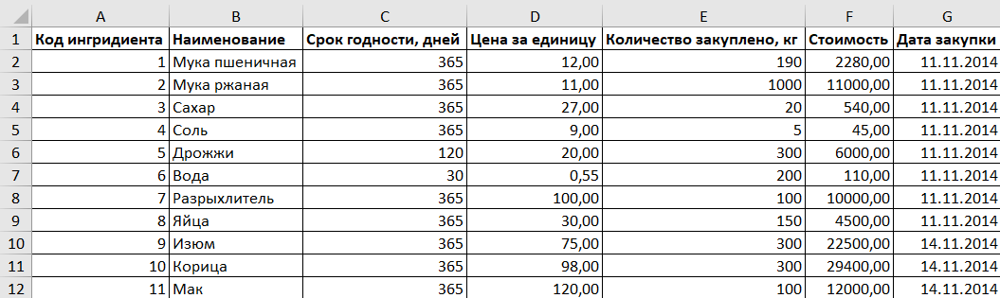 A B C D E F G
1 Код ингридиента Наименование Срок годности, дней Цена за единицу Количество закуплено, кг Стоимость Дата закупки
2 1 Мука пшеничная 365 12,00 190 2280,00 11.11.2014
3 2 Мука ржаная 365 11,00 1000 11000,00 11.11.2014
4 3 Сахар 365 27,00 20 540,00 11.11.2014
5 4 Соль 365 9,00 5 45,00 11.11.2014
6 5 Дрожжи 120 20,00 300 6000,00 11.11.2014
7 6 Вода 30 0,55 200 110,00 11.11.2014
8 7 Разрыхлитель 365 100,00 100 10000,00 11.11.2014
9 8 Яйца 365 30,00 150 4500,00 11.11.2014
10 9 Изюм 365 75,00 300 22500,00 14.11.2014
11 10 Корица 365 98,00 300 29400,00 14.11.2014
12 11 Мак 365 120,00 100 12000,00 14.11.2014